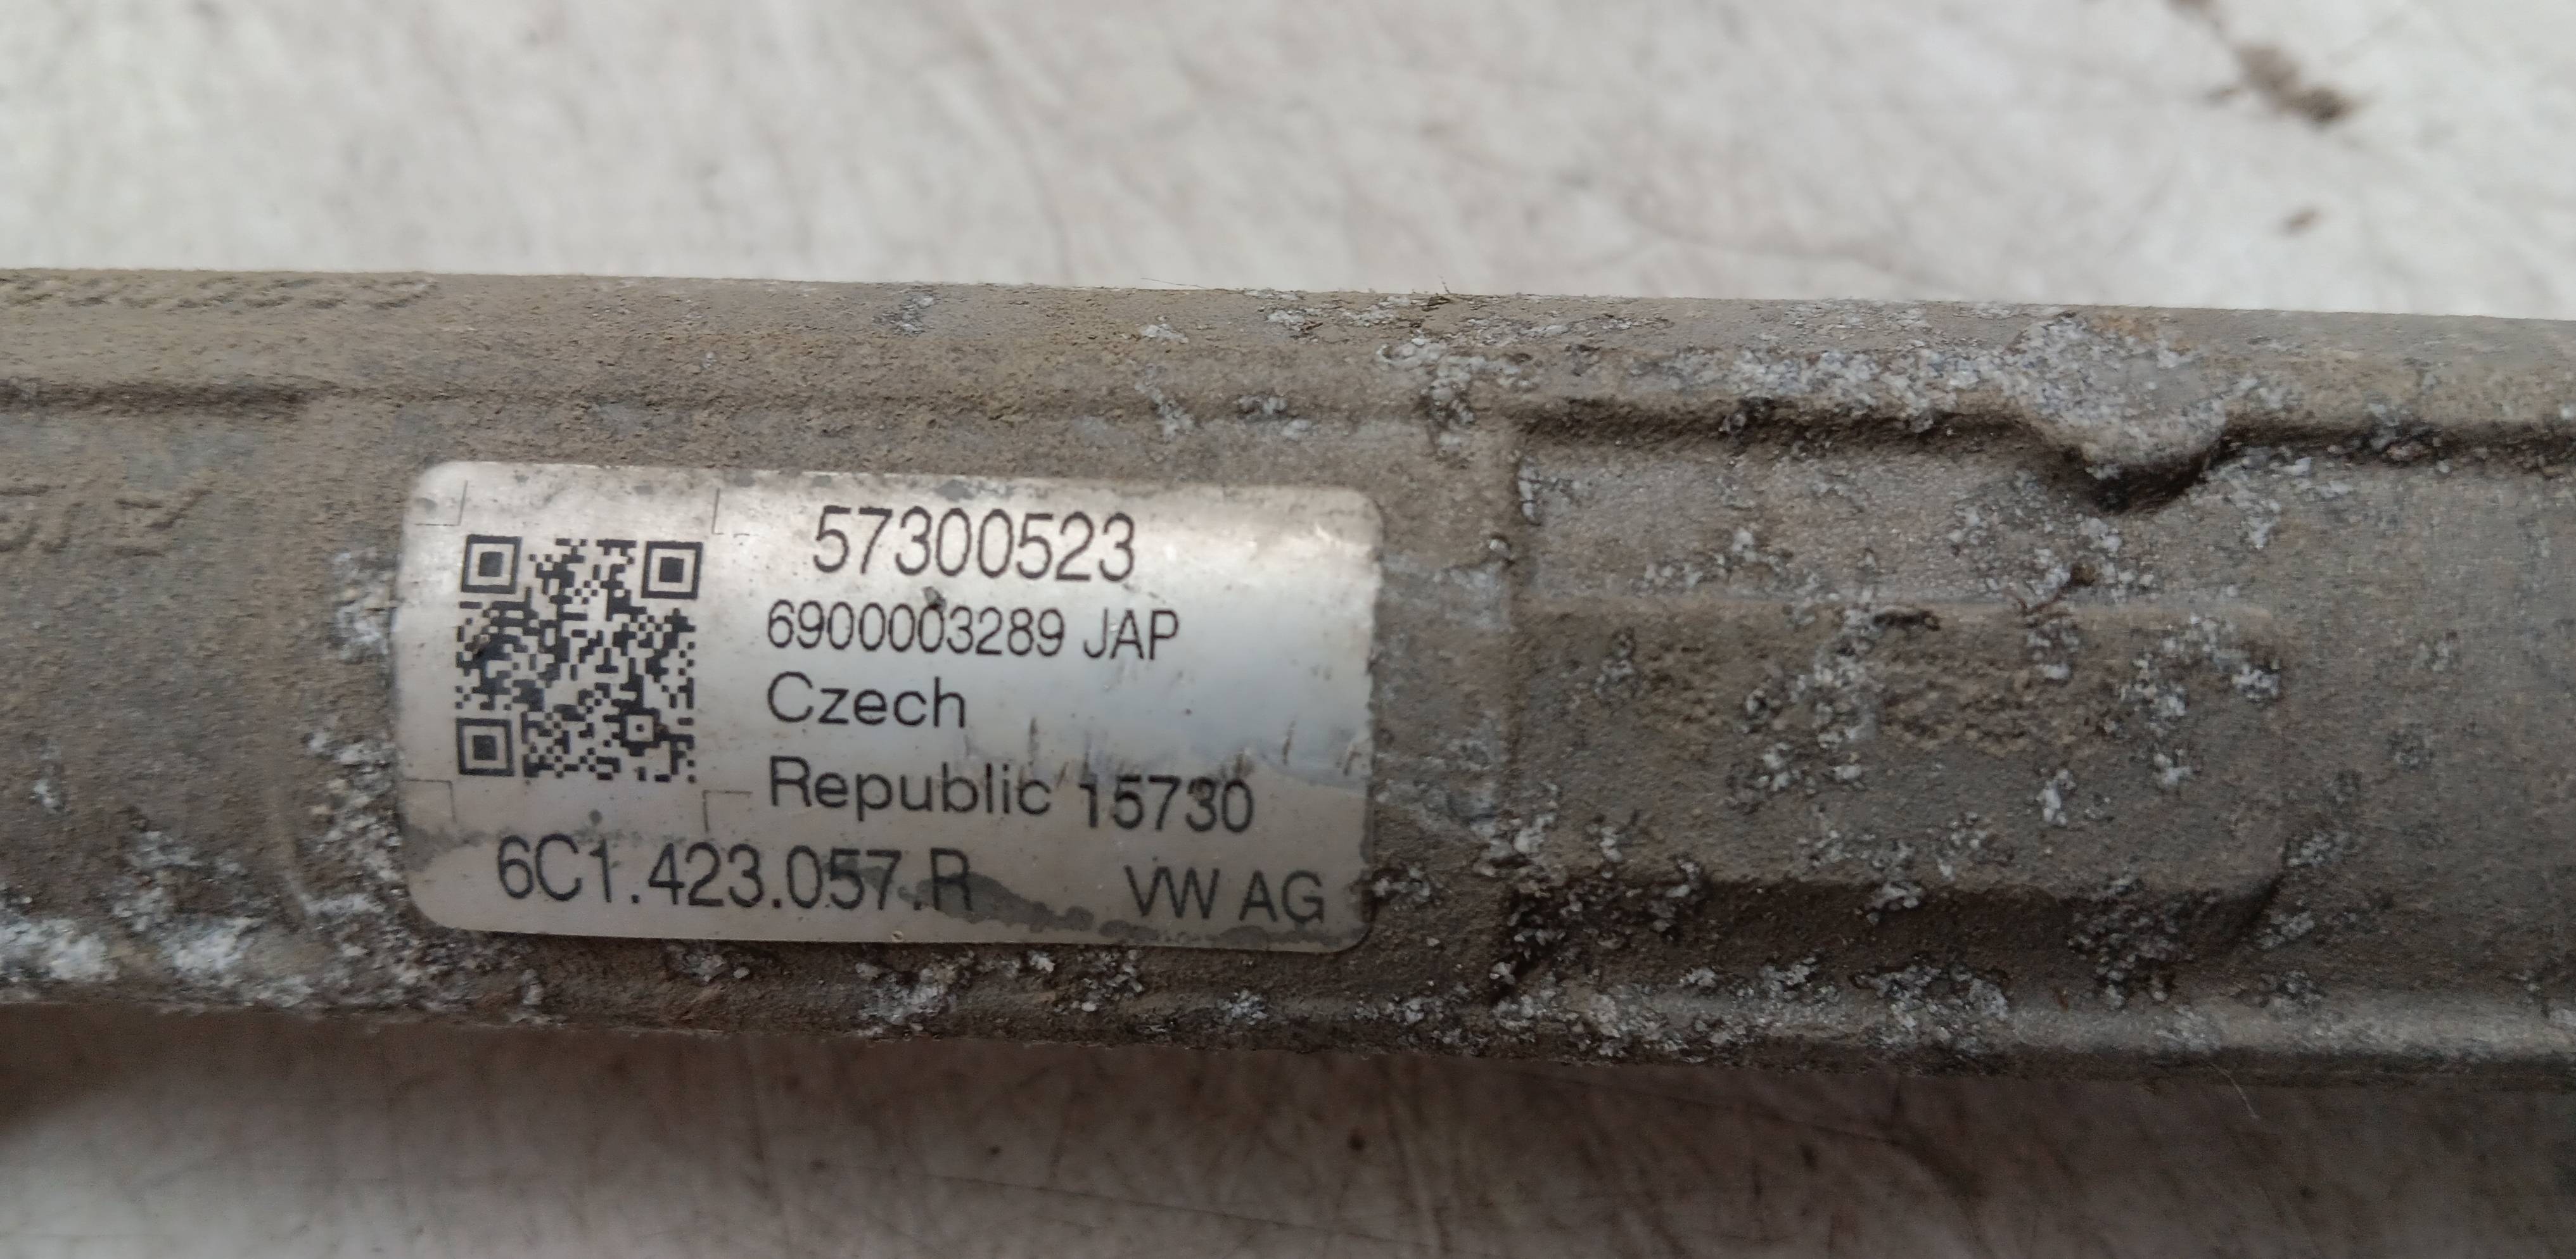 57300523
6900003289 JAP
Czech
Republic 15730
6C1.423.057.R VW AG